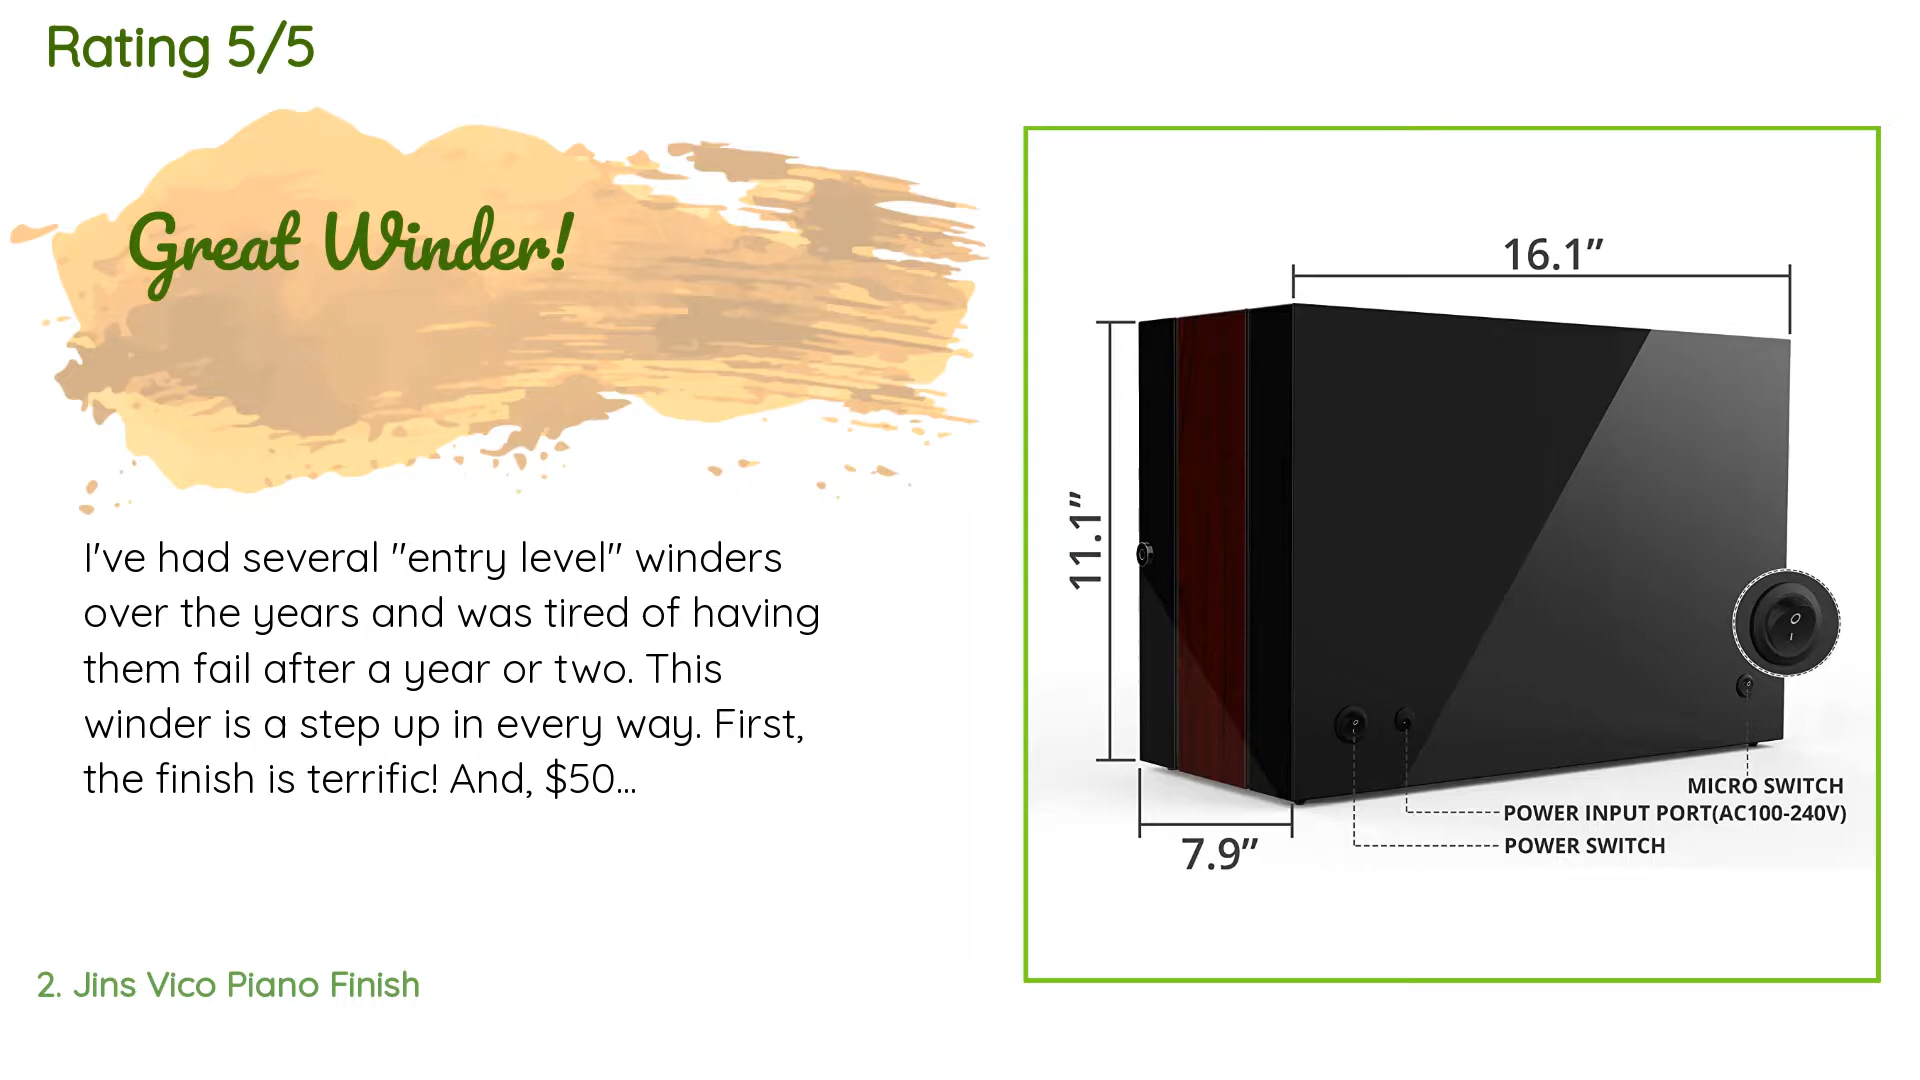 Rating 5/5
Great Winder!
I've had several "entry level" winders
over the years and was tired of having
them fail after a year or two. This
winder is a step up in every way. First,
the finish is terrific! And, $50...
2. Jins Vico Piano Finish
16.1”
11.1”
7.9”
MICRO SWITCH
POWER INPUT PORT(AC100-240V)
POWER SWITCH